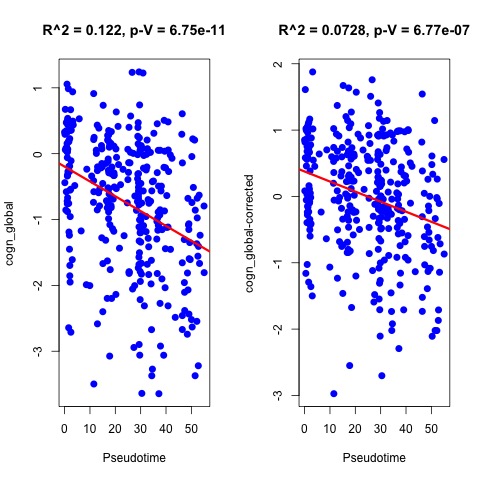 R^2 = 0.122, p-V = 6.75e-11
R^2 = 0.0728, p-V = 6.77e-07
cogn_global
1
0
-1
-2
-3
0 10 20 30 40 50
Pseudotime
cogn_global-corrected
2
1
0
-1
-2
-3
0 10 20 30 40 50
Pseudotime